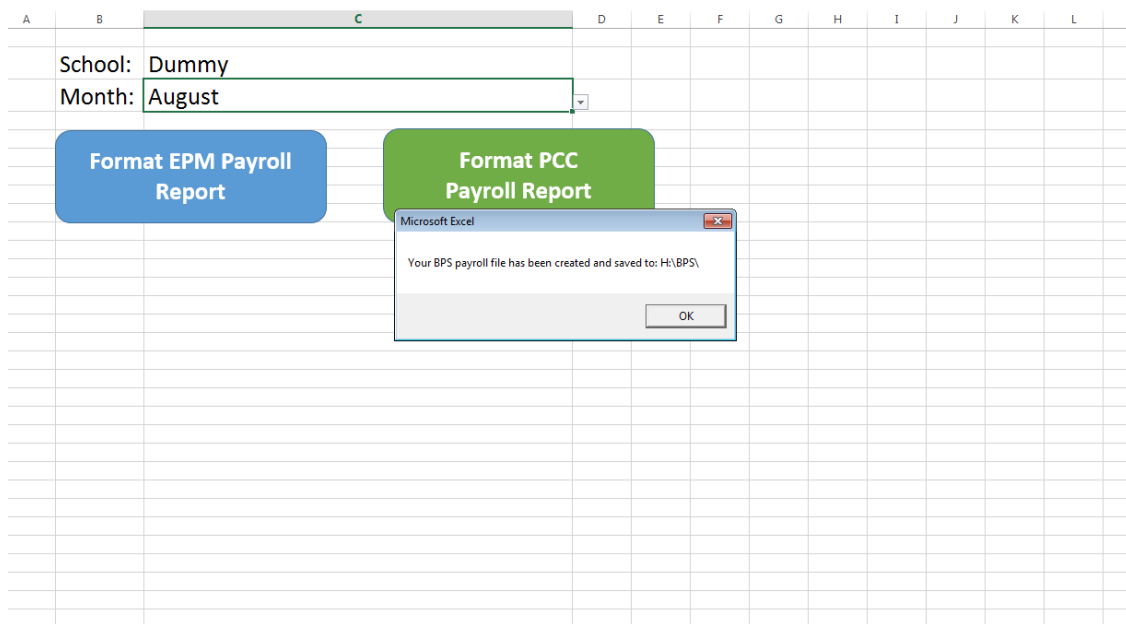 A B C D E F G H I J K L
School: Dummy
Month: August
Format EPM Payroll
Report
Format PCC
Payroll Report
Microsoft Excel
Your BPS payroll file has been created and saved to: H:\BPS\
OK